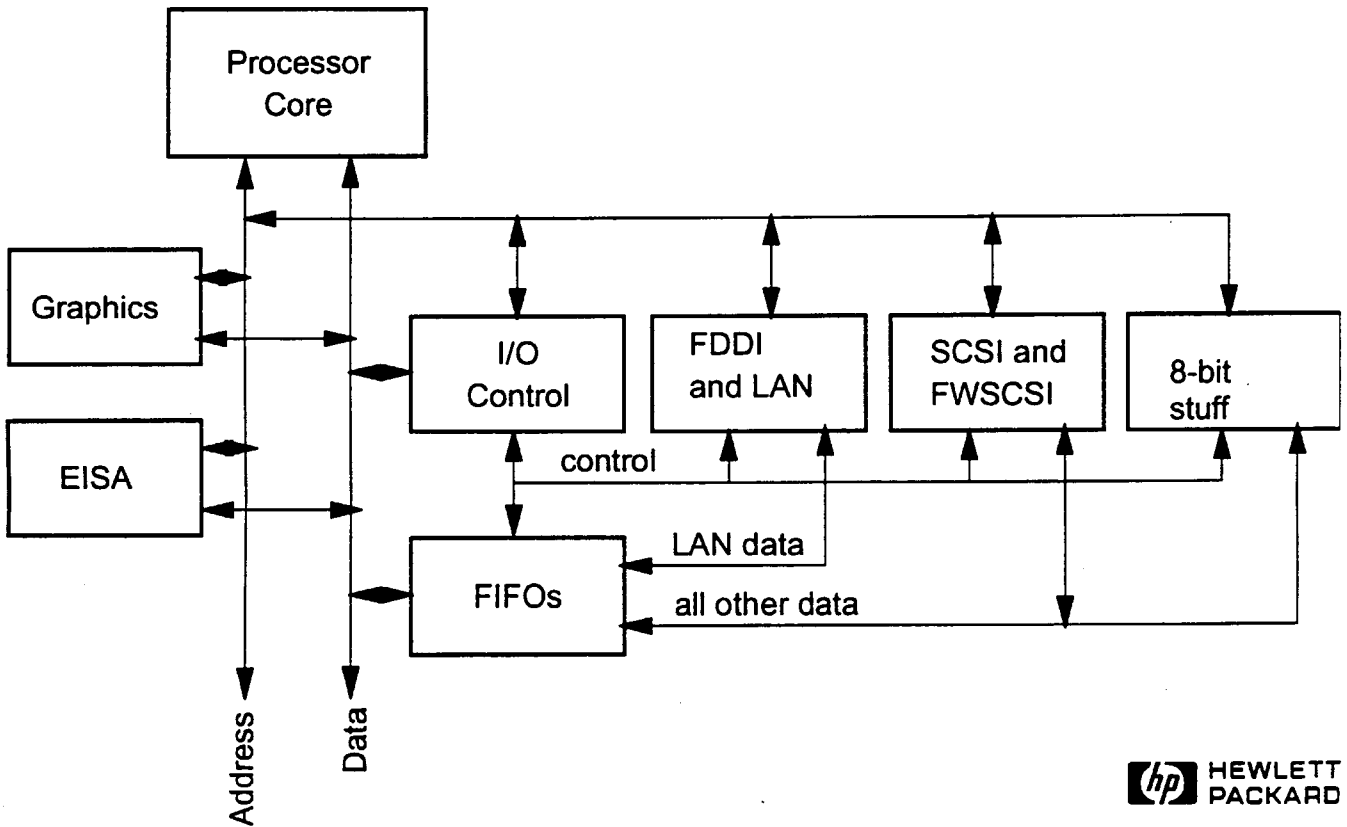 Processor
Core
Graphics
I/O
Control
FDDI
and LAN
SCSI and
FWSCSI
8-bit
stuff
EISA
control
LAN data
FIFOs
all other data
Address
Data
hp HEWLETT
PACKARD